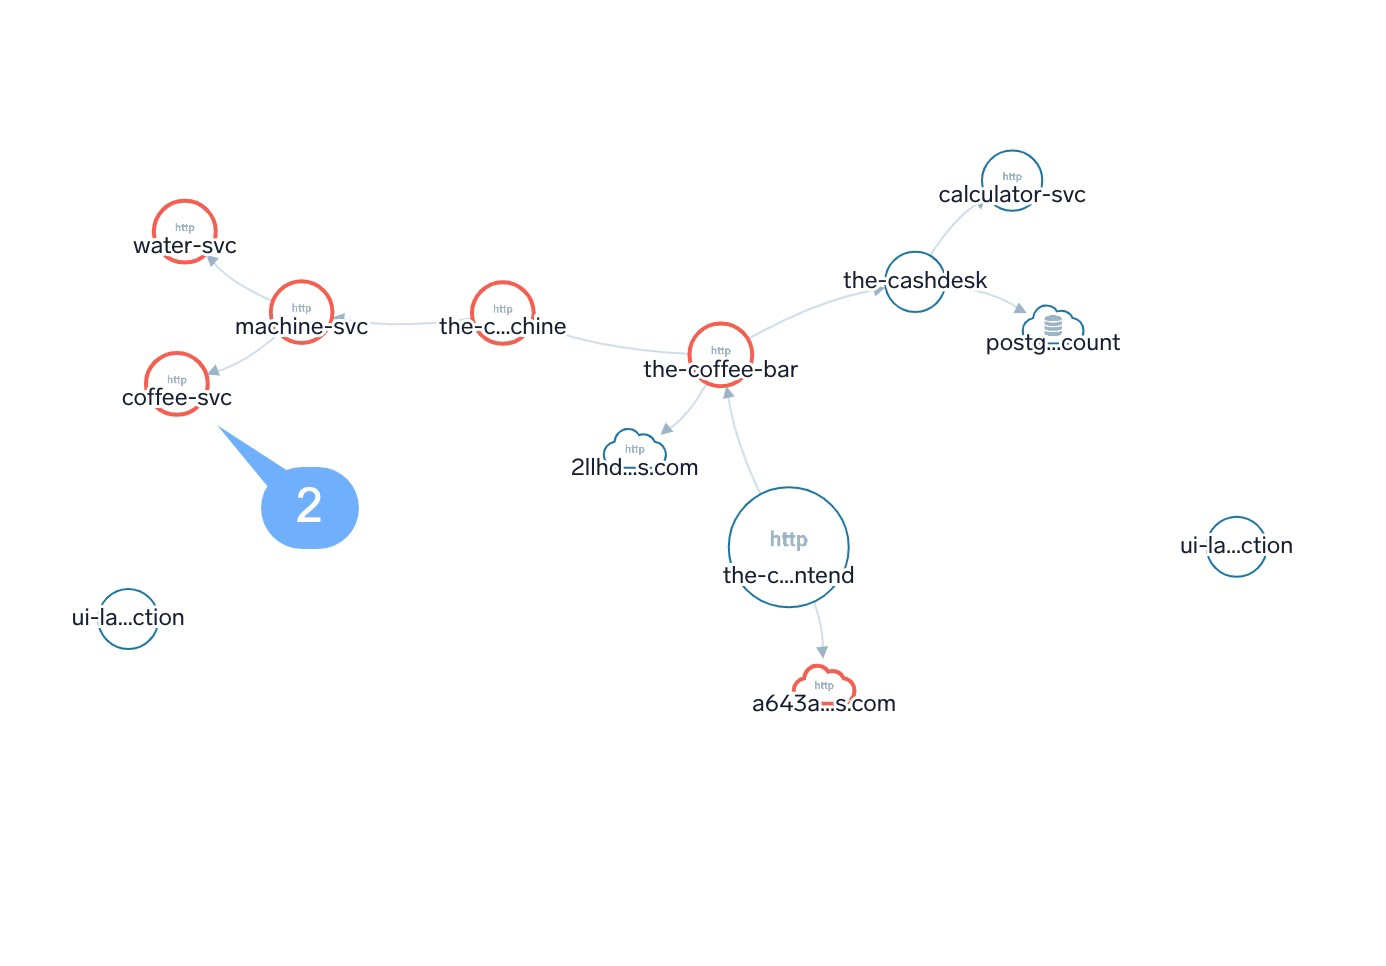 http
calculator-svc
http
water-svc
the-cashdesk
http
machine-svc
http
the-c...chine
postg...count
http
the-coffee-bar
http
coffee-svc
http
2llhd...s.com
2
http
the-c...ntend
ui-la...ction
ui-la...ction
http
a643a...s.com